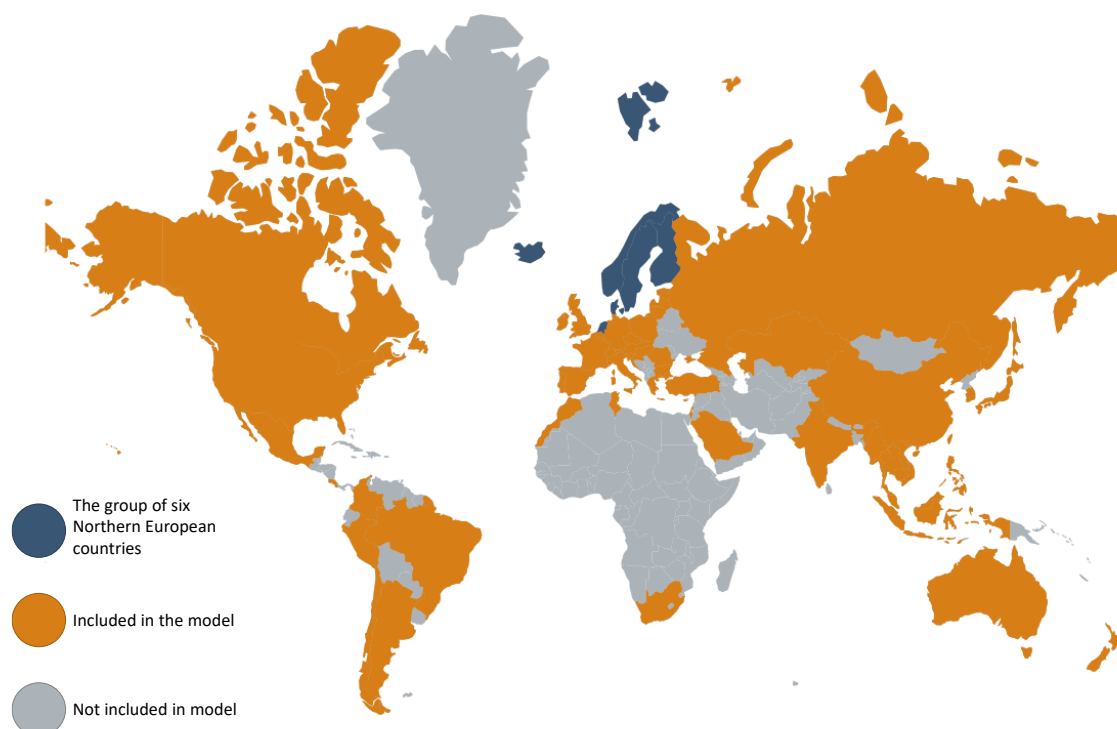 The group of six
Northern European
countries
Included in the model
Not included in model